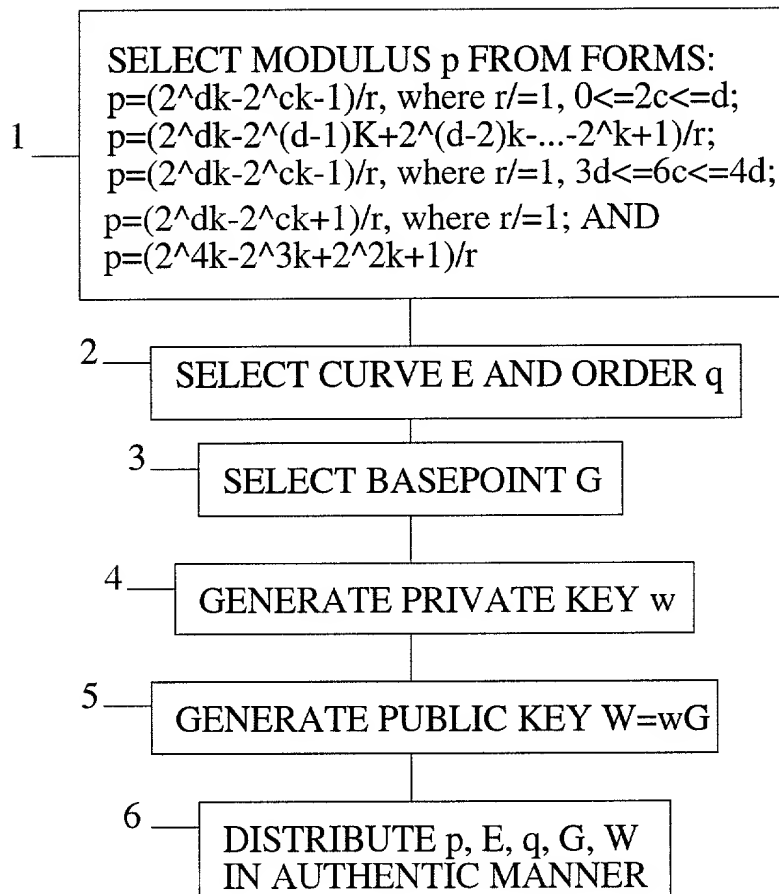 SELECT MODULUS p FROM FORMS:
p=(2^dk-2^ck-1)/r, where r/=1, 0<=2c<=d;
1
p=(2^dk-2^(d-1)K+2^(d-2)k-...-2^k+1)/r;
p=(2^dk-2^ck-1)/r, where r/=1, 3d<=6c<=4d;
p=(2^dk-2^ck+1)/r, where r/=1; AND
p=(2^4k-2^3k+2^2k+1)/r
2
SELECT CURVE E AND ORDER q
3
SELECT BASEPOINT G
4
GENERATE PRIVATE KEY w
5
GENERATE PUBLIC KEY W=wG
6
DISTRIBUTE p, E, q, G, W
IN AUTHENTIC MANNER